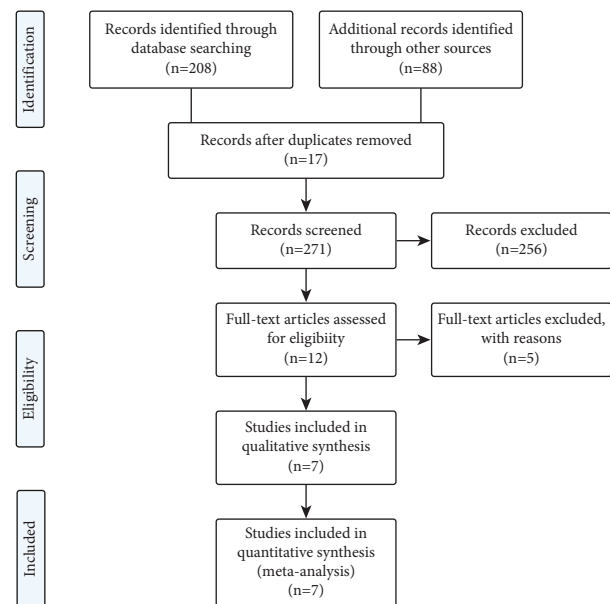 Identification
Records identified through
database searching
(n=208)
Additional records identified
through other sources
(n=88)
Records after duplicates removed
(n=17)
Screening
Records screened
(n=271)
Records excluded
(n=256)
Eligibility
Full-text articles assessed
for eligibiity
(n=12)
Full-text articles excluded,
with reasons
(n=5)
Studies included in
qualitative synthesis
(n=7)
Included
Studies included in
quantitative synthesis
(meta-analysis)
(n=7)